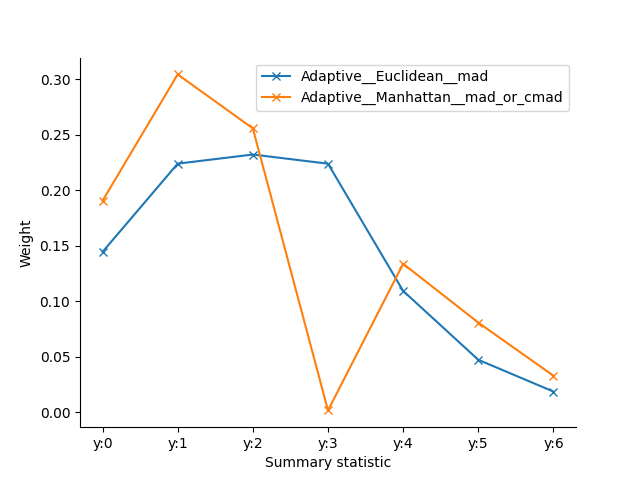 Adaptive__Euclidean__mad
Adaptive__Manhattan__mad_or_cmad
0.30
0.25
0.20
0.15
0.10
0.05
0.00
Weight
y:0 y:1 y:2 y:3 y:4 y:5 y:6
Summary statistic